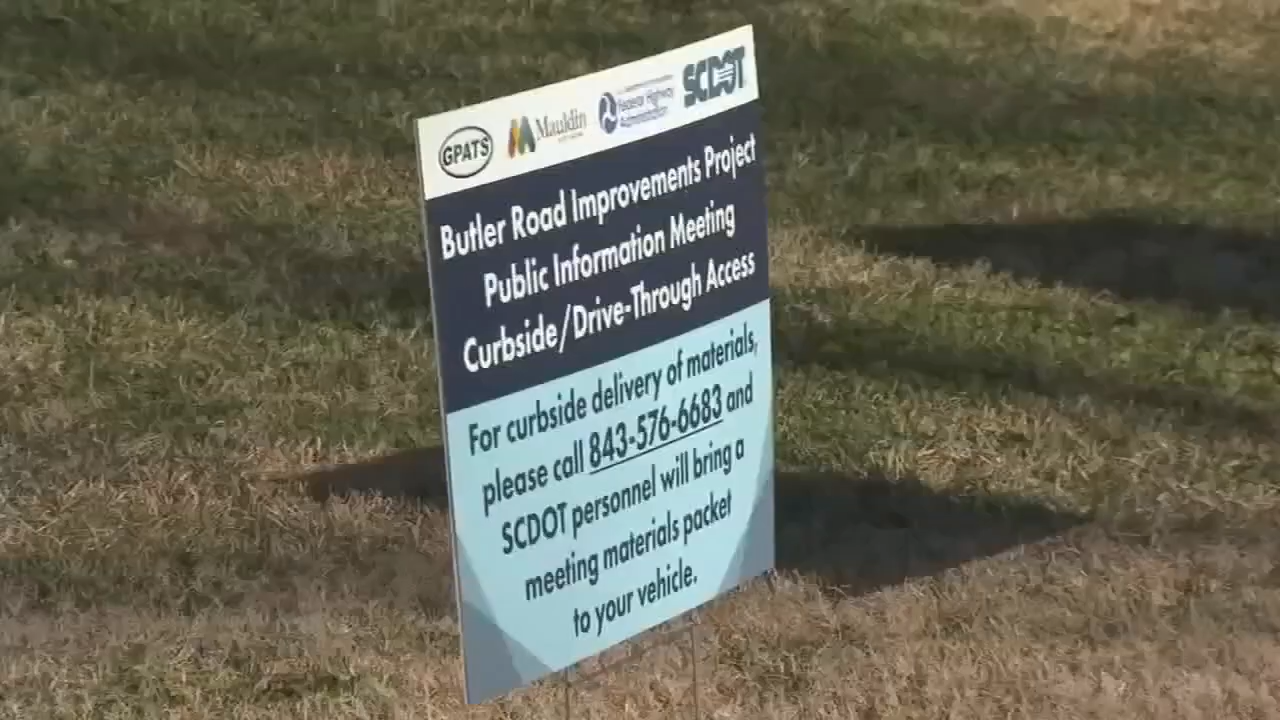 GPATS
Mauldin
Federal Highway
Administration
SCDOT
Butler Road Improvements Project
Public Information Meeting
Curbside/Drive-Through Access
For curbside delivery of materials,
please call 843-576-6683 and
SCDOT personnel will bring a
meeting materials packet
to your vehicle.